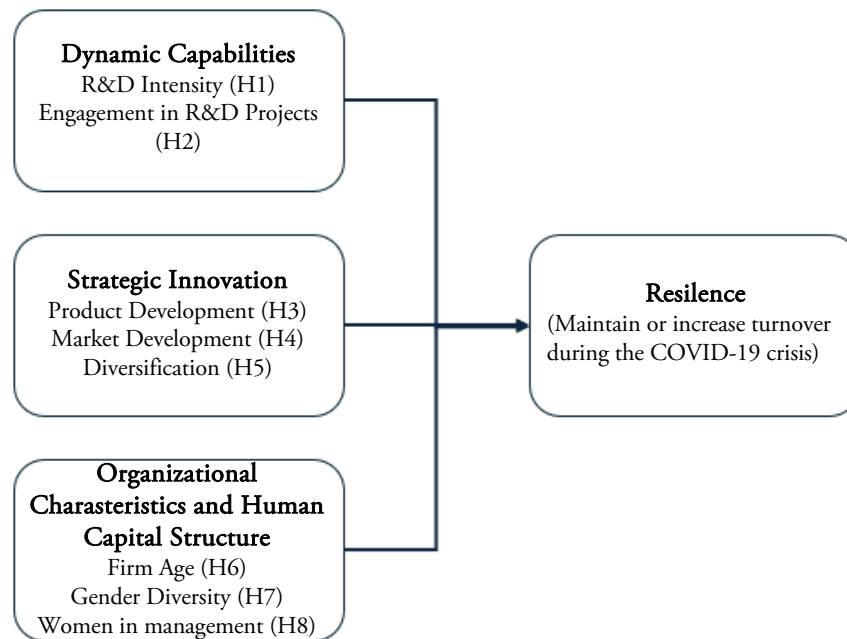 Dynamic Capabilities
R&D Intensity (H1)
Engagement in R&D Projects
(H2)
Strategic Innovation
Product Development (H3)
Market Development (H4)
Diversification (H5)
Organizational
Charasteristics and Human
Capital Structure
Firm Age (H6)
Gender Diversity (H7)
Women in management (H8)
Resilence
(Maintain or increase turnover
during the COVID-19 crisis)